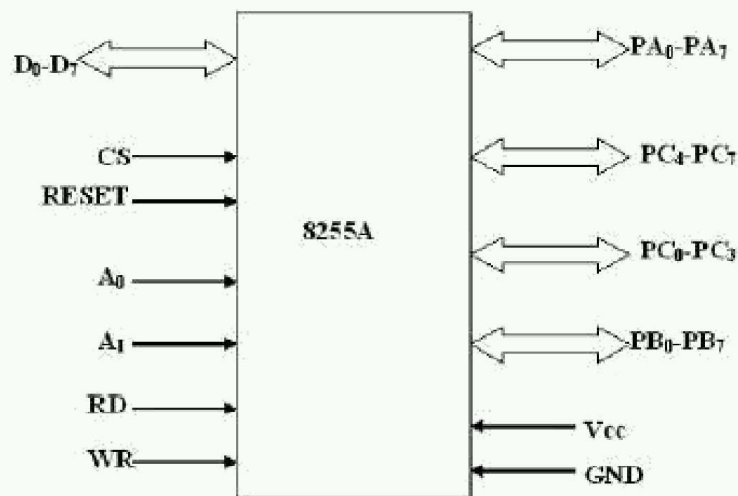 D₀-D₇
PA₀-PA₇
CS
PC₄-PC₇
RESET
8255A
PC₀-PC₃
A₀
A₁
PB₀-PB₇
RD
Vcc
WR
GND